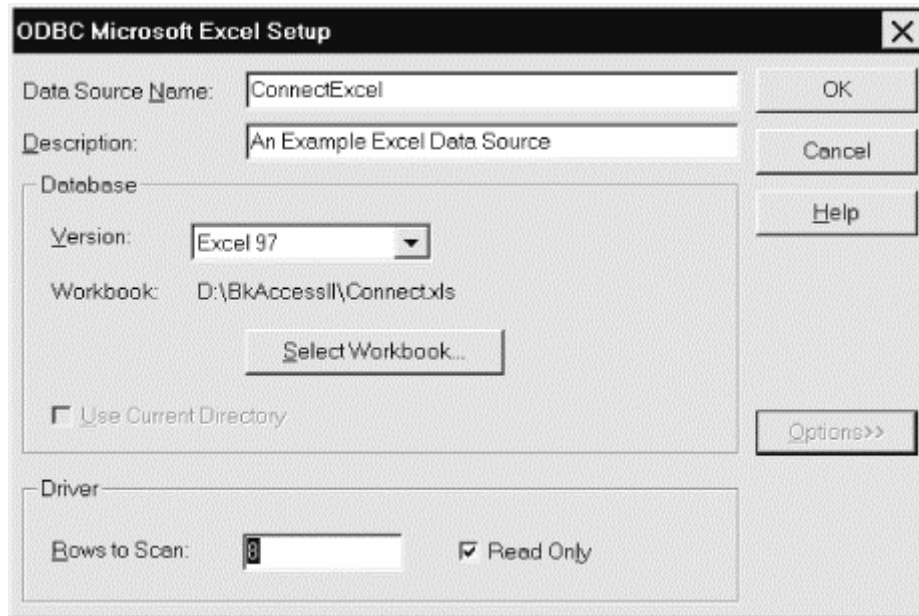 ODBC Microsoft Excel Setup
Data Source Name: ConnectExcel
OK
Description: An Example Excel Data Source
Cancel
Database
Help
Version: Excel 97
Workbook: D:\BkAccessII\Connect.xls
Select Workbook...
Use Current Directory
Options>>
Driver
Rows to Scan: 8
Read Only